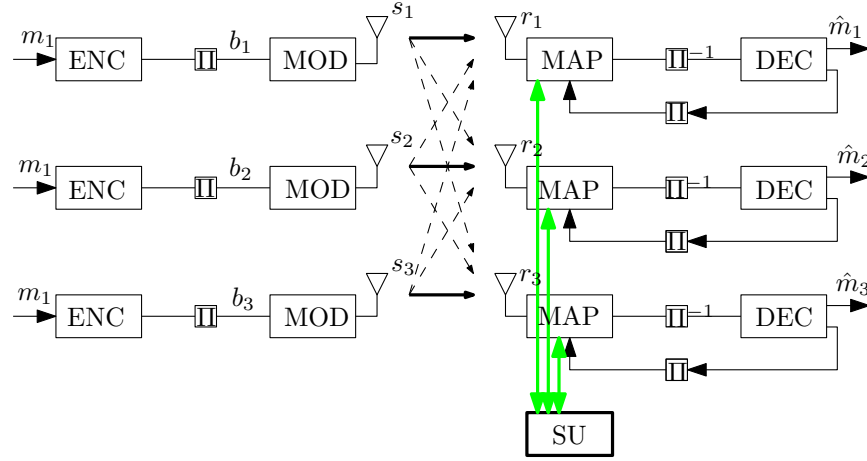 m₁ ENC Π b₁ MOD s₁ r₁ MAP Π⁻¹ DEC m̂₁
Π
m₁ ENC Π b₂ MOD s₂ r₂ MAP Π⁻¹ DEC m̂₂
Π
m₁ ENC Π b₃ MOD s₃ r₃ MAP Π⁻¹ DEC m̂₃
Π
SU